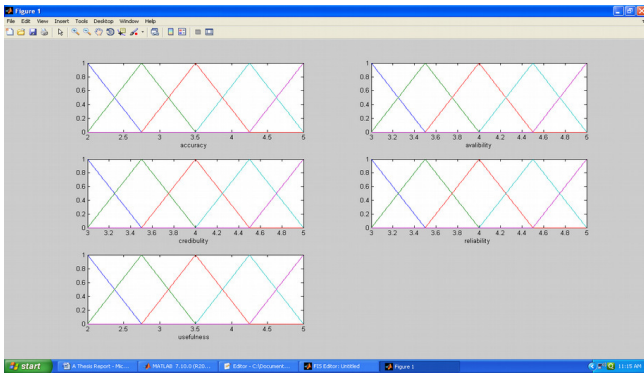 Figure 1
File Edit View Insert Tools Desktop Window Help
1
0.8
0.6
0.4
0.2
0
2 2.5 3 3.5 4 4.5 5
accuracy
1
0.8
0.6
0.4
0.2
0
3 3.2 3.4 3.6 3.8 4 4.2 4.4 4.6 4.8 5
avalibility
1
0.8
0.6
0.4
0.2
0
3 3.2 3.4 3.6 3.8 4 4.2 4.4 4.6 4.8 5
credibulity
1
0.8
0.6
0.4
0.2
0
3 3.2 3.4 3.6 3.8 4 4.2 4.4 4.6 4.8 5
reliability
1
0.8
0.6
0.4
0.2
0
2 2.5 3 3.5 4 4.5 5
usefulness
start
A Thesis Report - Mic...
MATLAB 7.10.0 (R20...
Editor - C:\Document...
FIS Editor: Untitled
Figure 1
11:15 AM